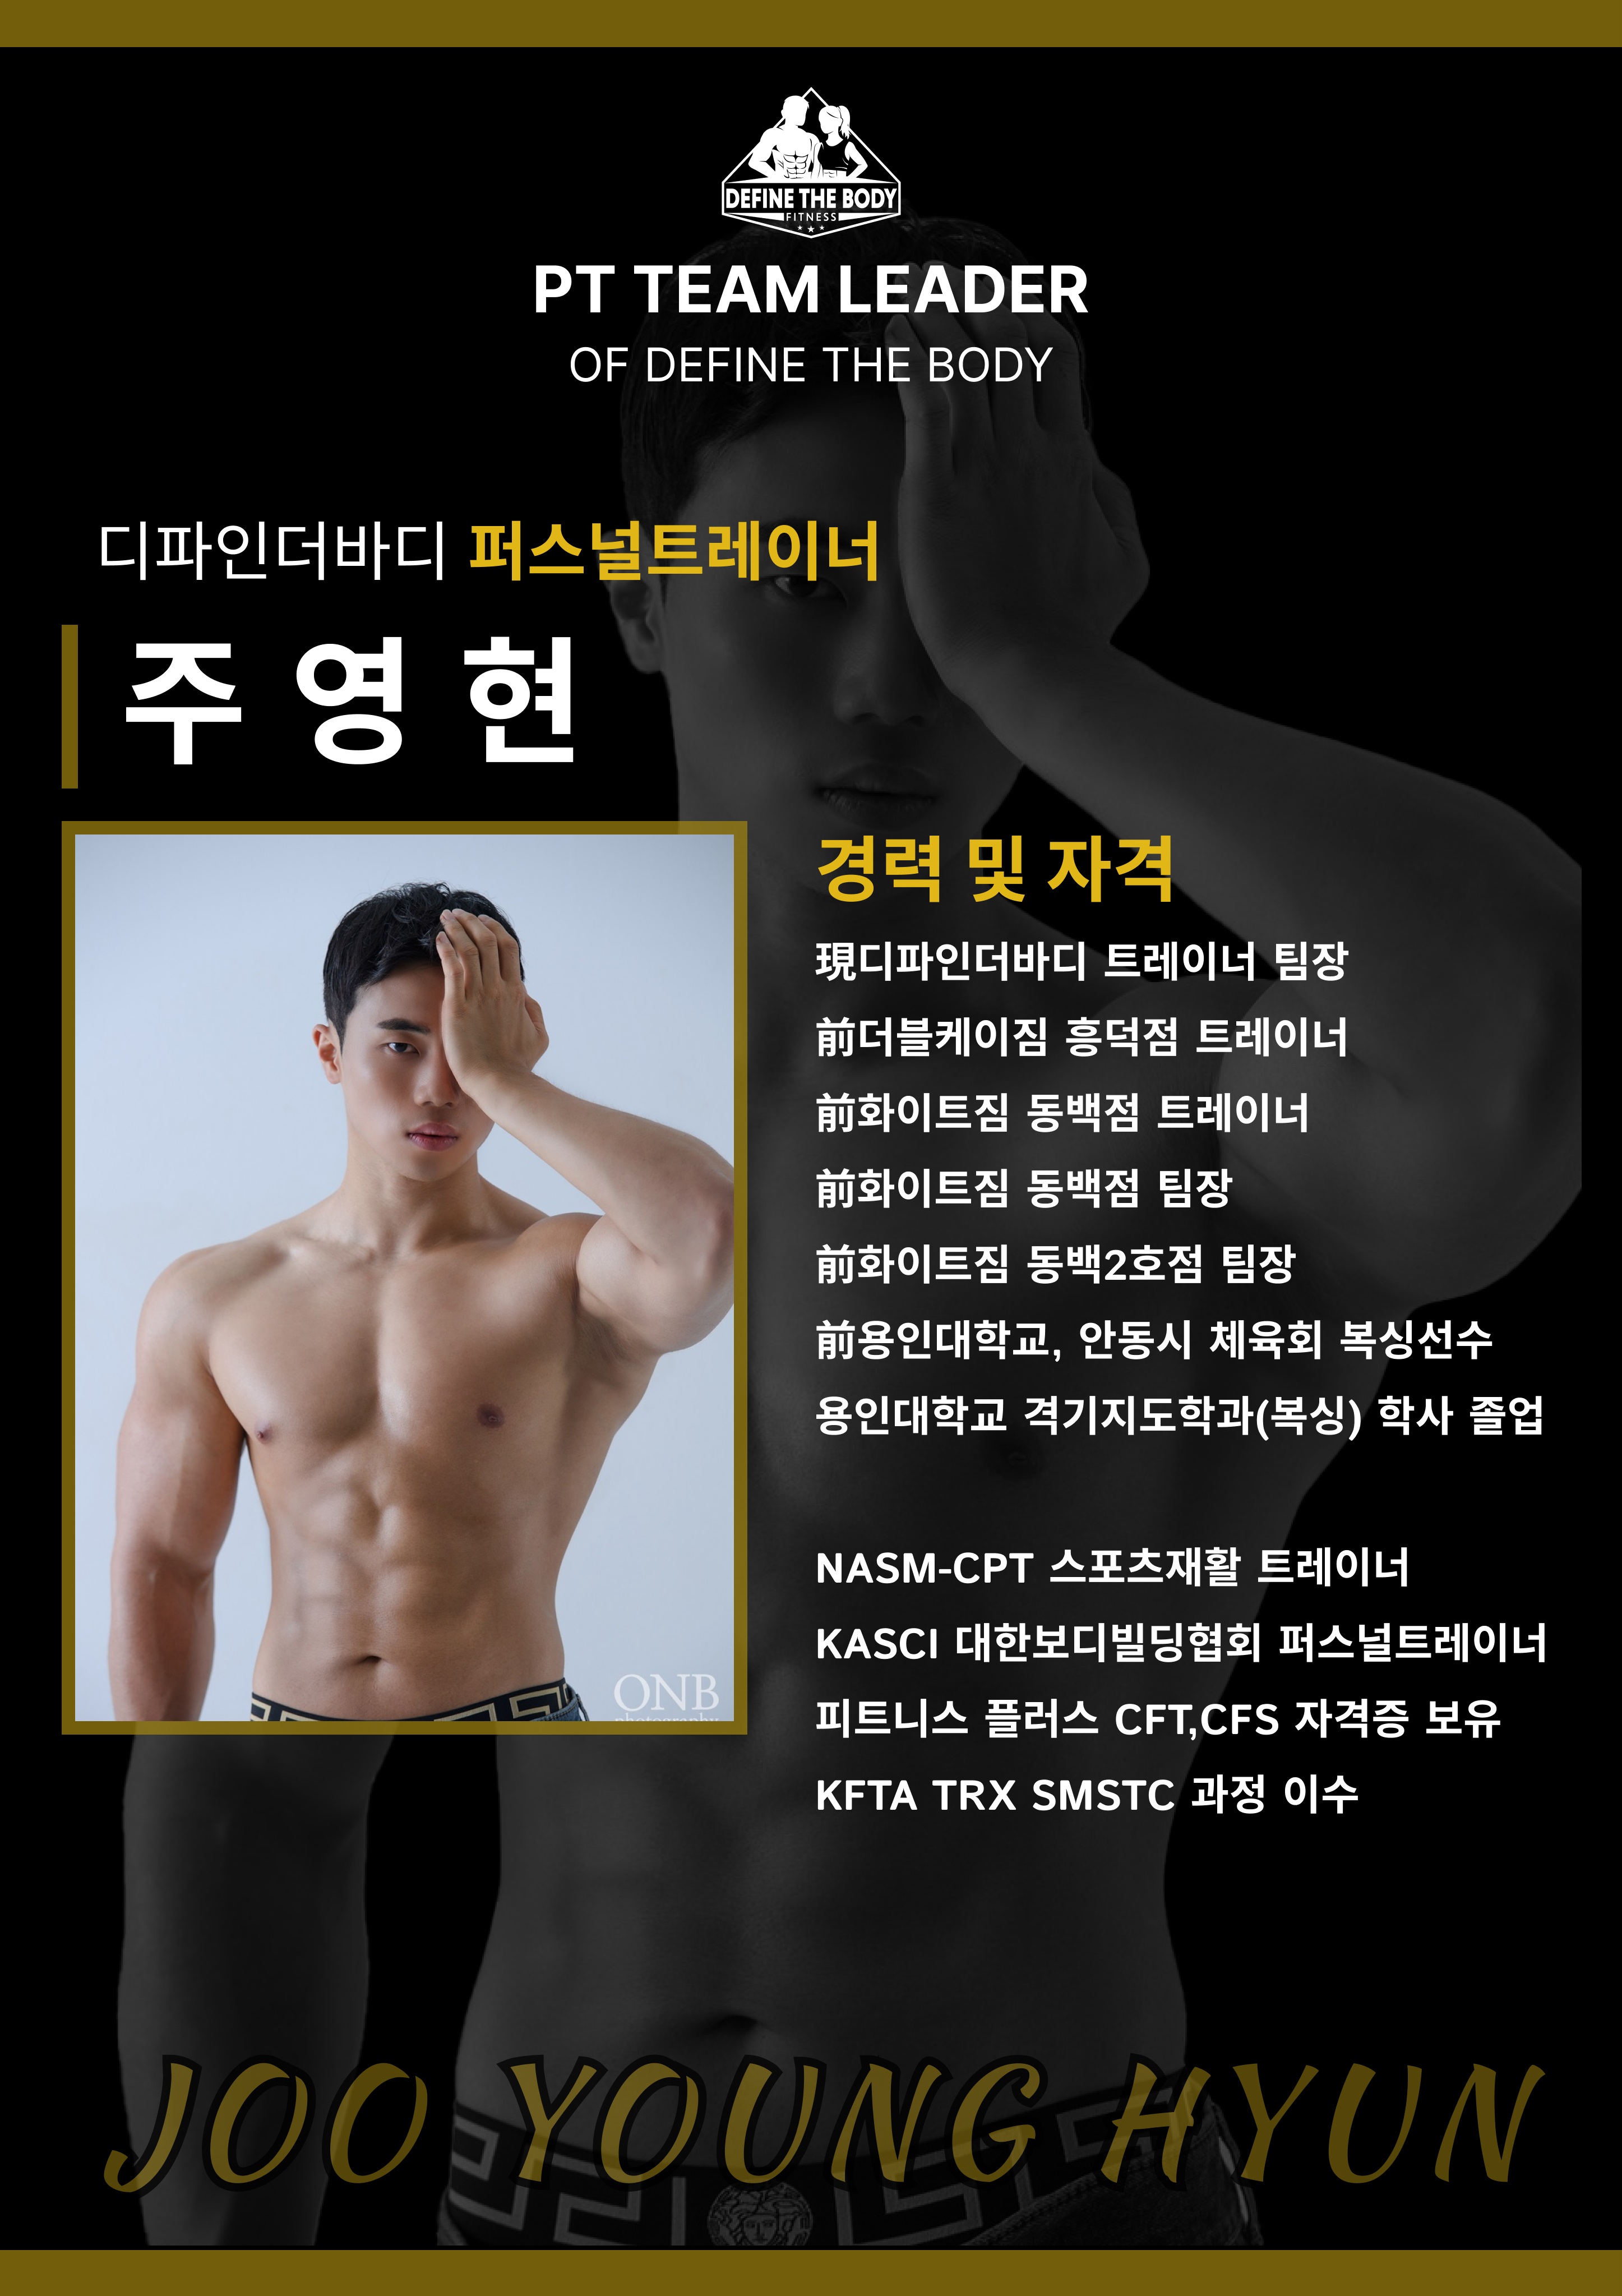 DEFINE THE BODY
FITNESS
PT TEAM LEADER
OF DEFINE THE BODY
디파인더바디 퍼스널트레이너
주영현
경력 및 자격
現디파인더바디 트레이너 팀장
前더블케이짐 흥덕점 트레이너
前화이트짐 동백점 트레이너
前화이트짐 동백점 팀장
前화이트짐 동백2호점 팀장
前용인대학교, 안동시 체육회 복싱선수
용인대학교 격기지도학과(복싱) 학사 졸업
NASM-CPT 스포츠재활 트레이너
KASCI 대한보디빌딩협회 퍼스널트레이너
피트니스 플러스 CFT,CFS 자격증 보유
KFTA TRX SMSTC 과정 이수
ONB
photography
JOO YOUNG HYUN